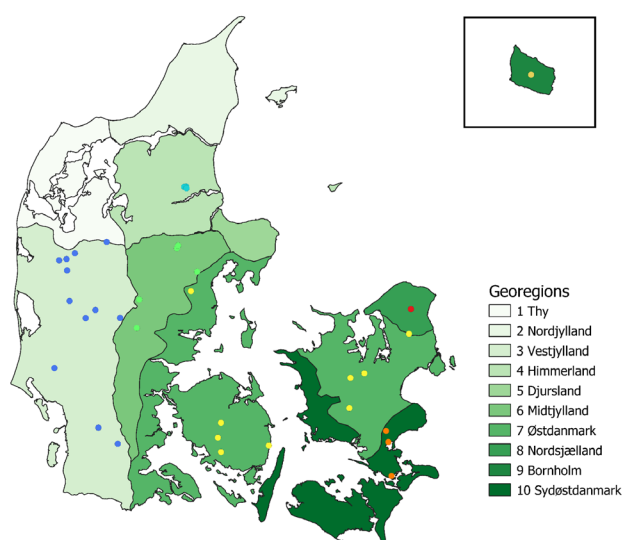 Georegions
1 Thy
2 Nordjylland
3 Vestjylland
4 Himmerland
5 Djursland
6 Midtjylland
7 Østdanmark
8 Nordsjælland
9 Bornholm
10 Sydøstdanmark